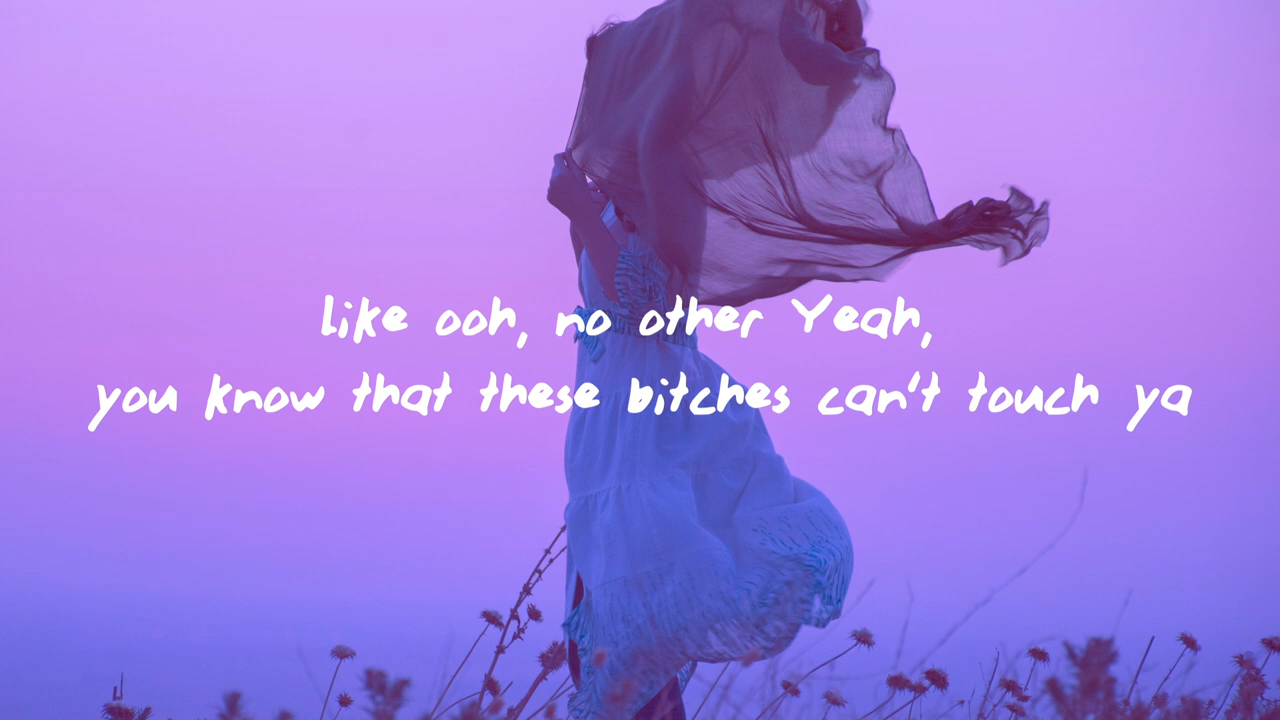 like ooh, no other Yeah,
you know that these bitches can't touch ya